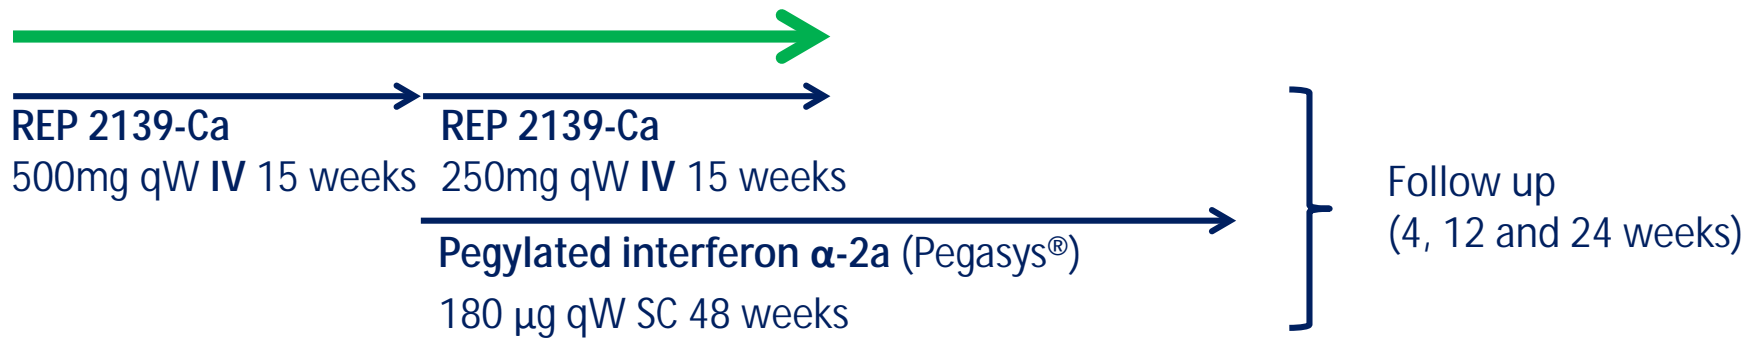 REP 2139-Ca
500mg qW IV 15 weeks
REP 2139-Ca
250mg qW IV 15 weeks
Pegylated interferon α-2a (Pegasys®)
180 µg qW SC 48 weeks
Follow up
(4, 12 and 24 weeks)